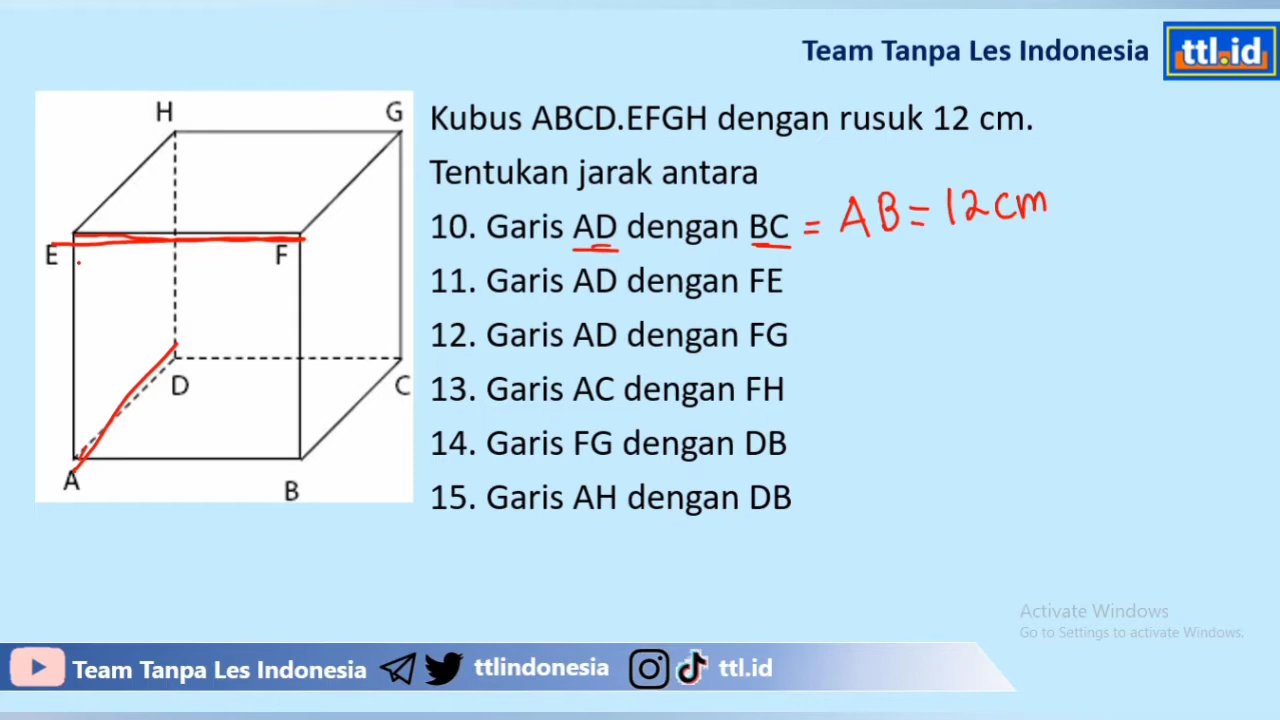 Team Tanpa Les Indonesia
ttl.id
H
G
E
F
D
C
A
B
Kubus ABCD.EFGH dengan rusuk 12 cm.
Tentukan jarak antara
10. Garis AD dengan BC = AB = 12 cm
11. Garis AD dengan FE
12. Garis AD dengan FG
13. Garis AC dengan FH
14. Garis FG dengan DB
15. Garis AH dengan DB
Activate Windows
Go to Settings to activate Windows.
Team Tanpa Les Indonesia ttlindonesia ttl.id